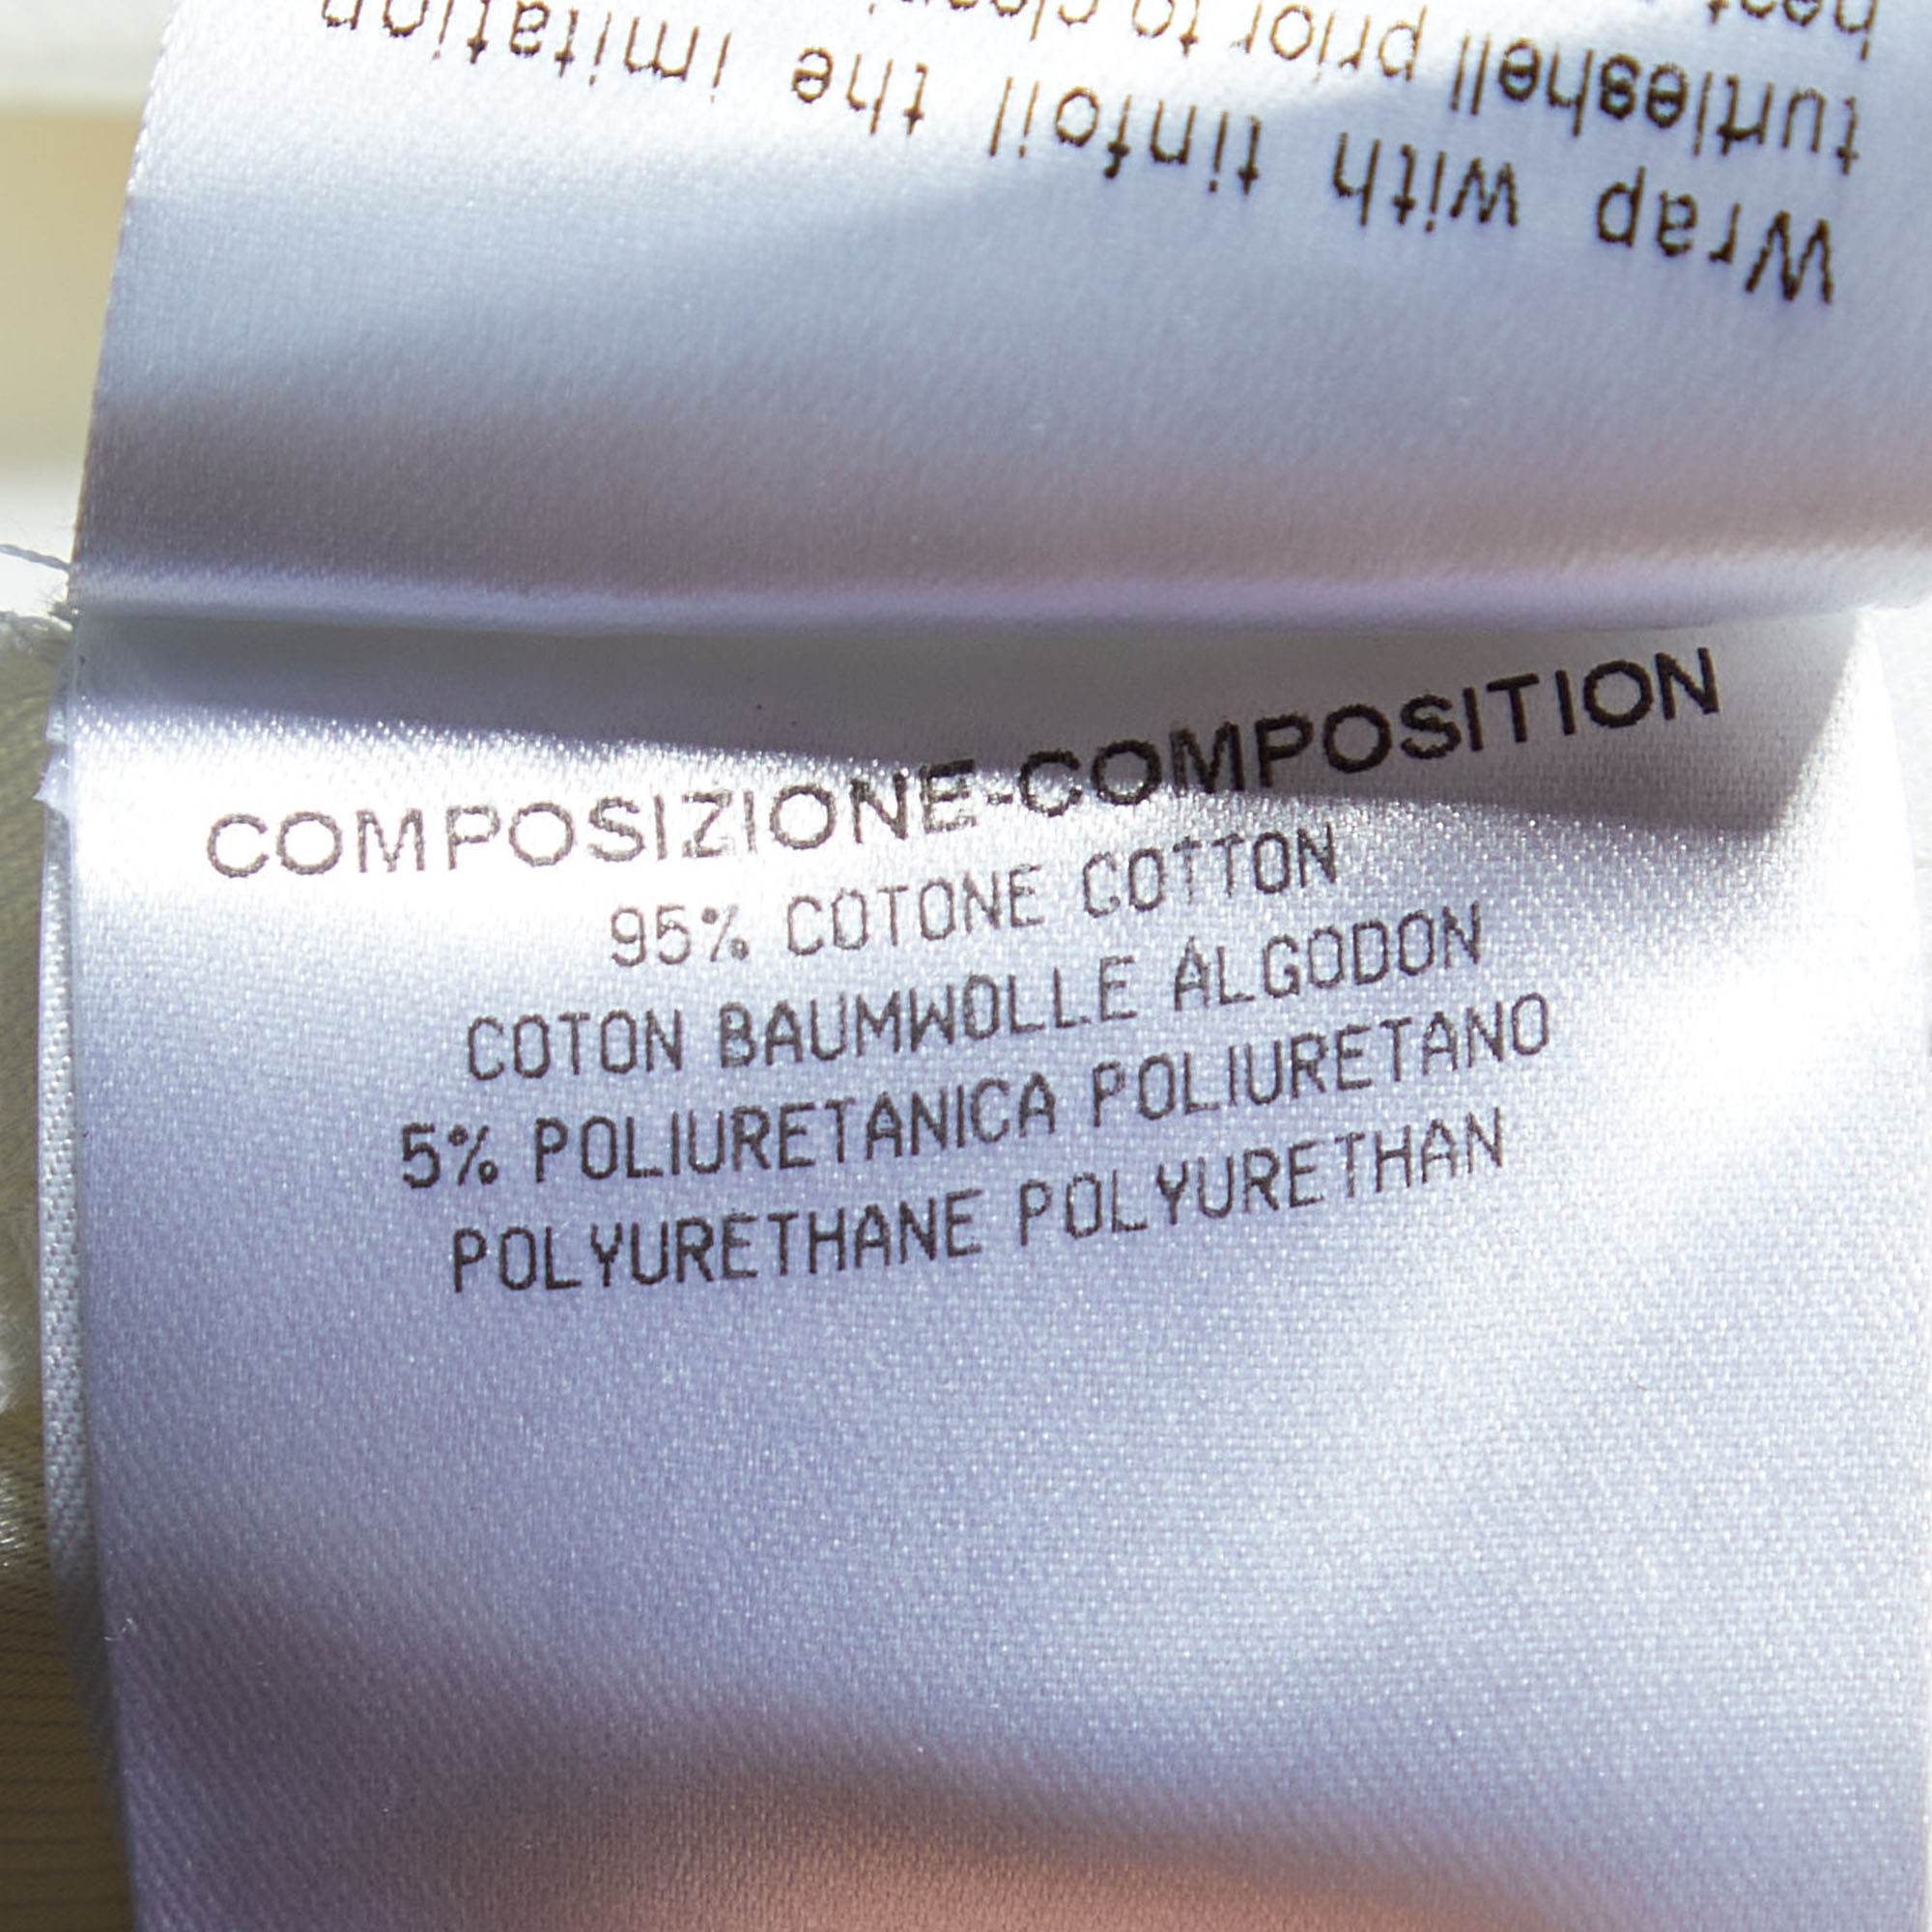 Wrap with tinfoil the imitation
turtleshell prior to
COMPOSIZIONE-COMPOSITION
95% COTONE COTTON
COTON BAUMWOLLE ALGODON
5% POLIURETANICA POLIURETANO
POLYURETHANE POLYURETHAN